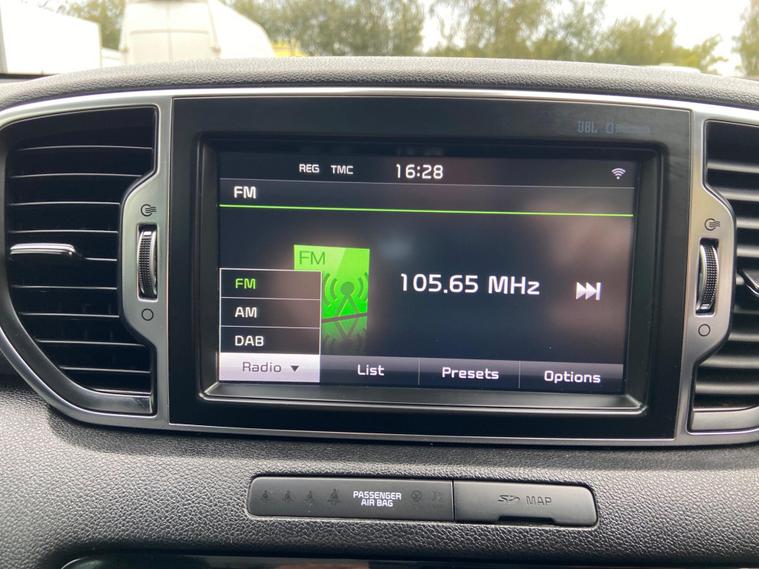 JBL
REG TMC 16:28
FM
FM
105.65 MHz
FM
AM
DAB
Radio List Presets Options
PASSENGER
AIR BAG
MAP